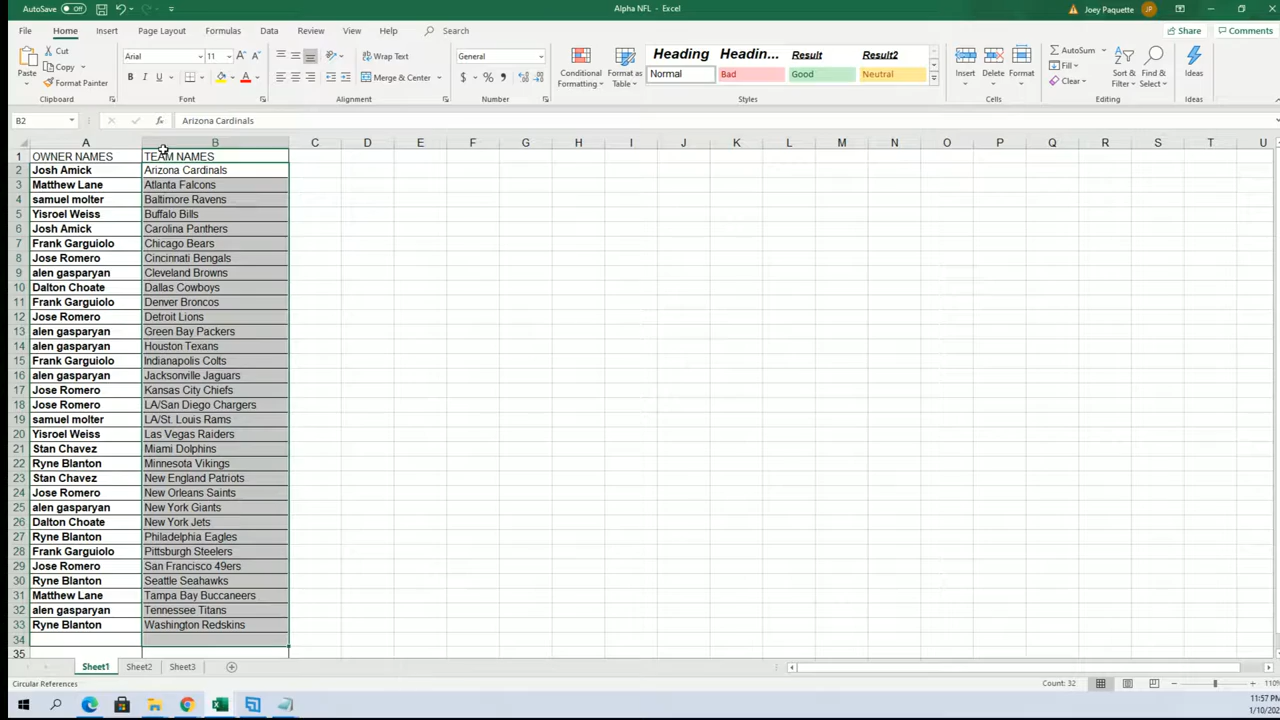 AutoSave Off Alpha NFL - Excel Joey Paquette JP
File Home Insert Page Layout Formulas Data Review View Help Search Share Comments
Paste Cut Copy Format Painter Clipboard
Arial 11 B I U A Font
Wrap Text Merge & Center Alignment
General $ % Number
Conditional Formatting Format as Table Heading Headin... Result Result2 Normal Bad Good Neutral Styles
Insert Delete Format Cells
AutoSum Fill Clear Sort & Filter Find & Select Editing Ideas Ideas
B2 fx Arizona Cardinals
A B C D E F G H I J K L M N O P Q R S T U
1 OWNER NAMES TEAM NAMES
2 Josh Amick Arizona Cardinals
3 Matthew Lane Atlanta Falcons
4 samuel molter Baltimore Ravens
5 Yisroel Weiss Buffalo Bills
6 Josh Amick Carolina Panthers
7 Frank Garguiolo Chicago Bears
8 Jose Romero Cincinnati Bengals
9 alen gasparyan Cleveland Browns
10 Dalton Choate Dallas Cowboys
11 Frank Garguiolo Denver Broncos
12 Jose Romero Detroit Lions
13 alen gasparyan Green Bay Packers
14 alen gasparyan Houston Texans
15 Frank Garguiolo Indianapolis Colts
16 alen gasparyan Jacksonville Jaguars
17 Jose Romero Kansas City Chiefs
18 Jose Romero LA/San Diego Chargers
19 samuel molter LA/St. Louis Rams
20 Yisroel Weiss Las Vegas Raiders
21 Stan Chavez Miami Dolphins
22 Ryne Blanton Minnesota Vikings
23 Stan Chavez New England Patriots
24 Jose Romero New Orleans Saints
25 alen gasparyan New York Giants
26 Dalton Choate New York Jets
27 Ryne Blanton Philadelphia Eagles
28 Frank Garguiolo Pittsburgh Steelers
29 Jose Romero San Francisco 49ers
30 Ryne Blanton Seattle Seahawks
31 Matthew Lane Tampa Bay Buccaneers
32 alen gasparyan Tennessee Titans
33 Ryne Blanton Washington Redskins
34
35
Sheet1 Sheet2 Sheet3
Circular References Count: 32 110%
11:57 PM
1/10/202